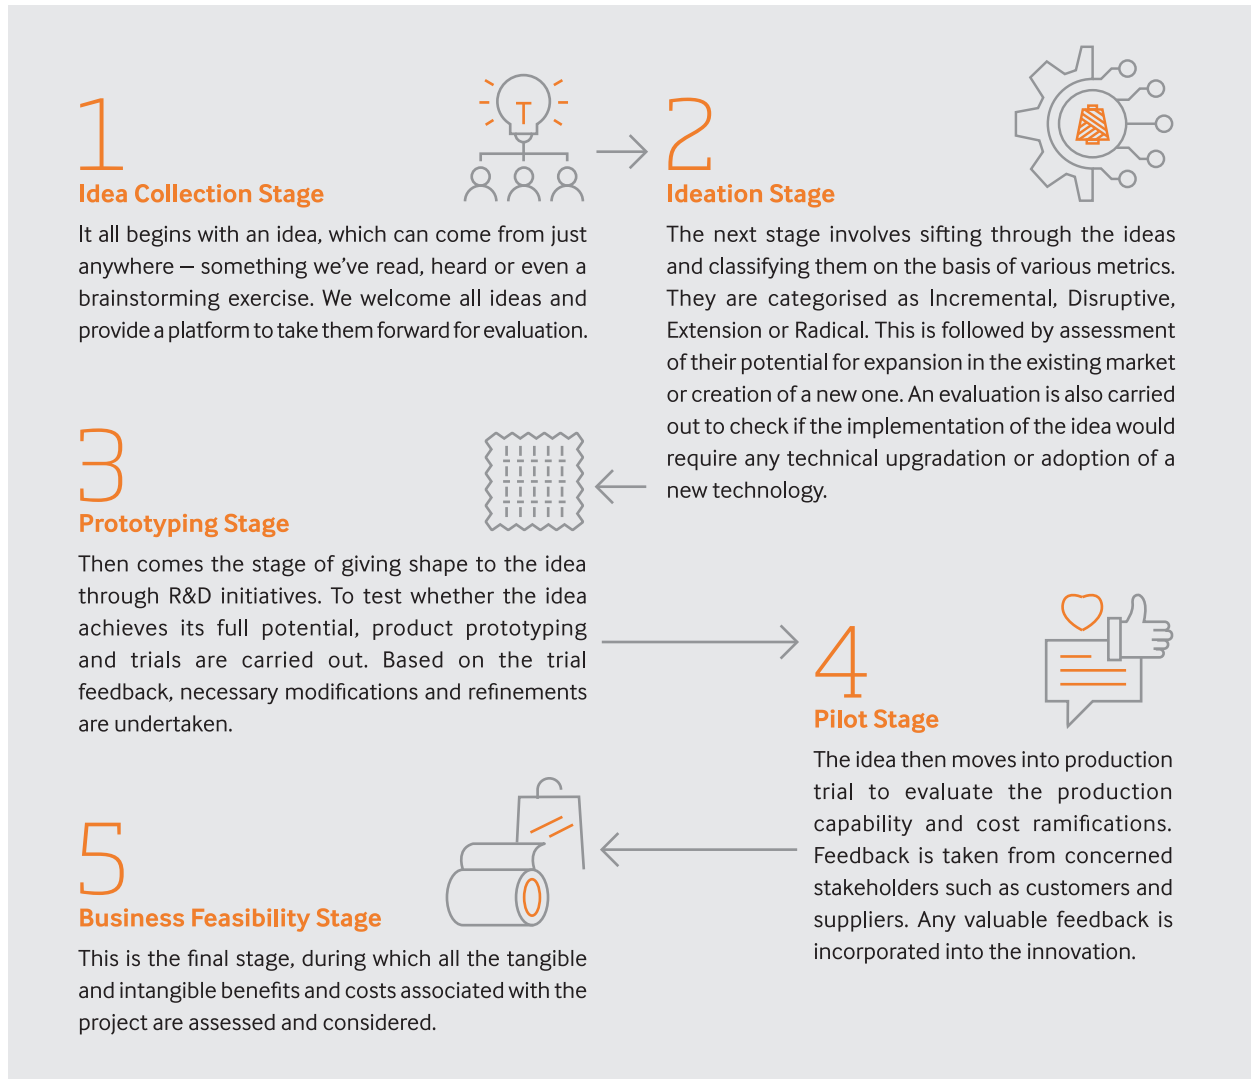 1
T
Idea Collection Stage
It all begins with an idea, which can come from just
anywhere – something we've read, heard or even a
brainstorming exercise. We welcome all ideas and
provide a platform to take them forward for evaluation.
2
Ideation Stage
The next stage involves sifting through the ideas
and classifying them on the basis of various metrics.
They are categorised as Incremental, Disruptive,
Extension or Radical. This is followed by assessment
of their potential for expansion in the existing market
or creation of a new one. An evaluation is also carried
out to check if the implementation of the idea would
require any technical upgradation or adoption of a
new technology.
3
Prototyping Stage
Then comes the stage of giving shape to the idea
through R&D initiatives. To test whether the idea
achieves its full potential, product prototyping
and trials are carried out. Based on the trial
feedback, necessary modifications and refinements
are undertaken.
4
Pilot Stage
The idea then moves into production
trial to evaluate the production
capability and cost ramifications.
Feedback is taken from concerned
stakeholders such as customers and
suppliers. Any valuable feedback is
incorporated into the innovation.
5
Business Feasibility Stage
This is the final stage, during which all the tangible
and intangible benefits and costs associated with the
project are assessed and considered.